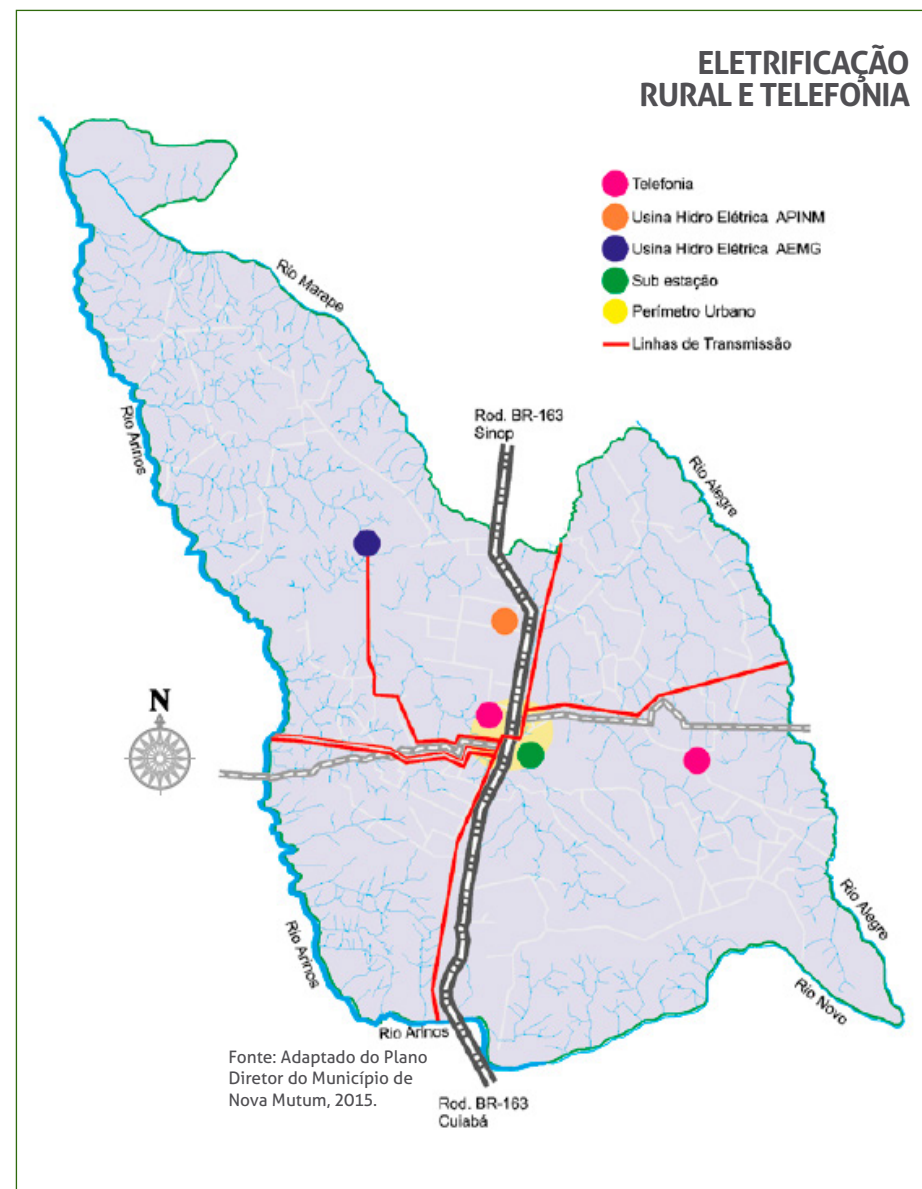 ELETRIFICAÇÃO
RURAL E TELEFONIA
Telefonia
Usina Hidro Elétrica APINM
Usina Hidro Elétrica AEMG
Sub estação
Perímetro Urbano
Linhas de Transmissão
Rio Marape
Rio Arinos
Rod. BR-163
Sinop
Rio Alegre
N
Rio Alegre
Rio Arinos
Rio Novo
Rio Arinos
Fonte: Adaptado do Plano
Diretor do Município de
Nova Mutum, 2015.
Rod. BR-163
Cuiabá